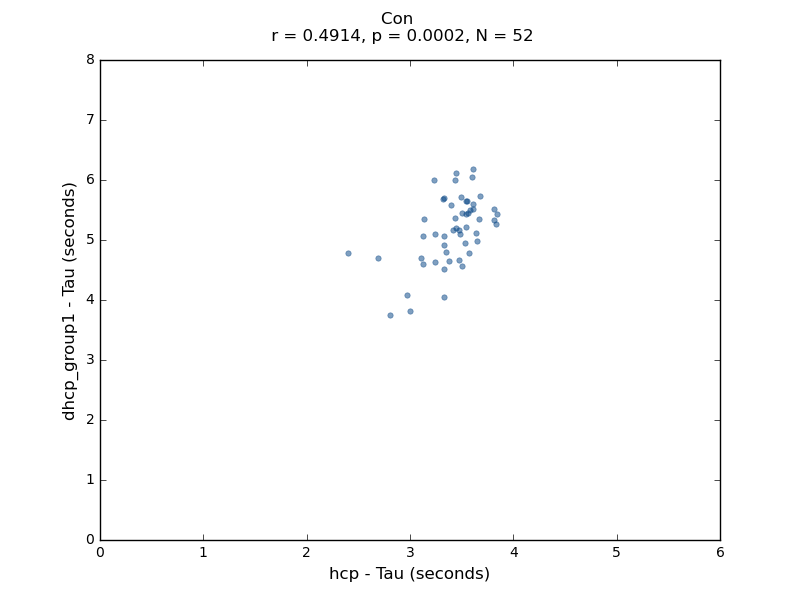 Con
r = 0.4914, p = 0.0002, N = 52
8
7
6
5
4
3
2
1
0
dhcp_group1 - Tau (seconds)
0 1 2 3 4 5 6
hcp - Tau (seconds)